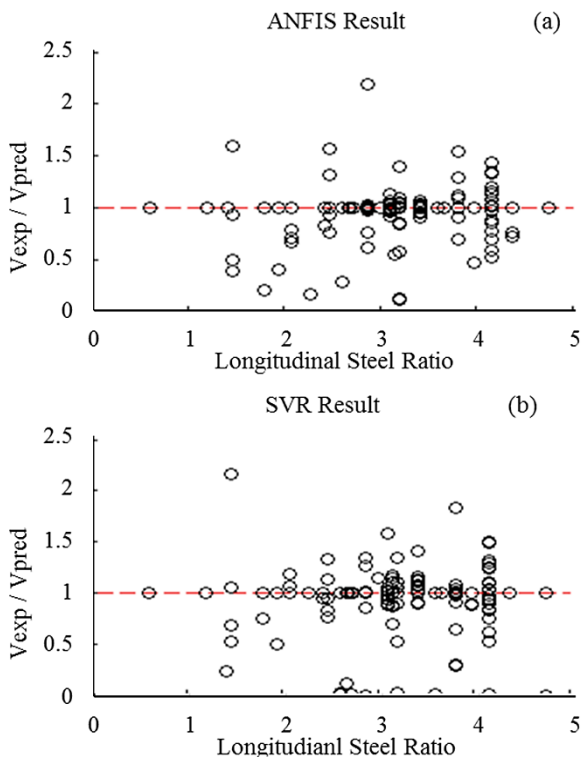 ANFIS Result (a)
2.5
2
1.5
1
0.5
0
Vexp / Vpred
0 1 2 3 4 5
Longitudinal Steel Ratio
SVR Result (b)
2.5
2
1.5
1
0.5
0
Vexp / Vpred
0 1 2 3 4 5
Longitudianl Steel Ratio